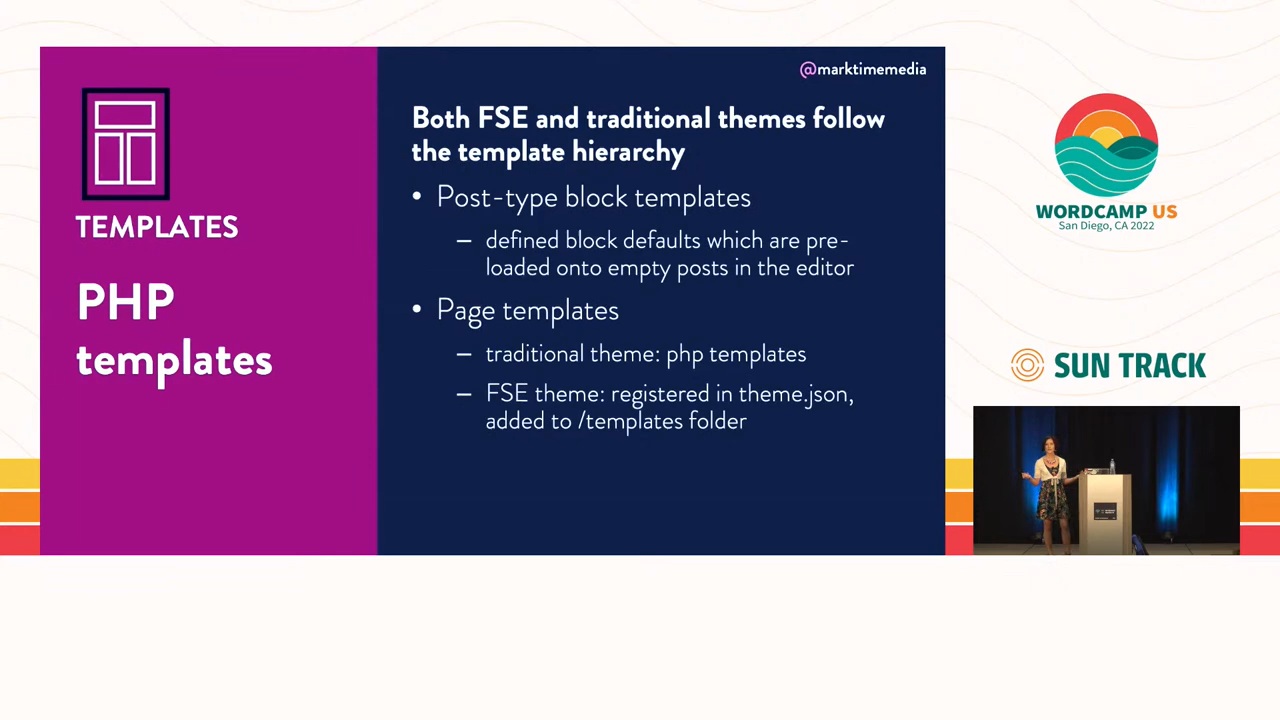 @marktimemedia
TEMPLATES
PHP
templates
Both FSE and traditional themes follow
the template hierarchy
• Post-type block templates
– defined block defaults which are pre-
loaded onto empty posts in the editor
• Page templates
– traditional theme: php templates
– FSE theme: registered in theme.json,
added to /templates folder
WORDCAMP US
San Diego, CA 2022
SUN TRACK